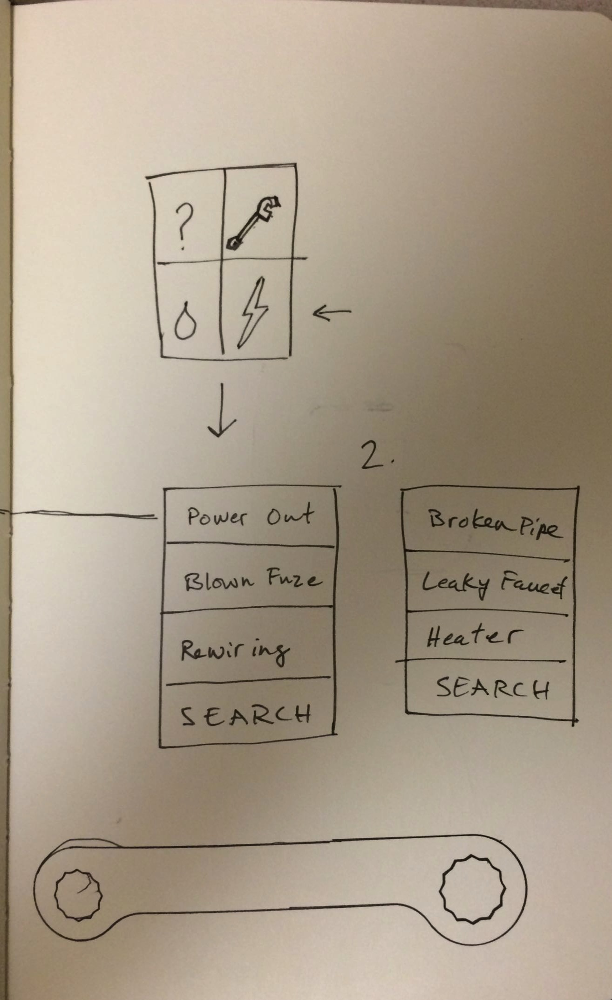 ?
2.
Power Out
Blown Fuze
Rewiring
SEARCH
Broken Pipe
Leaky Faucet
Heater
SEARCH